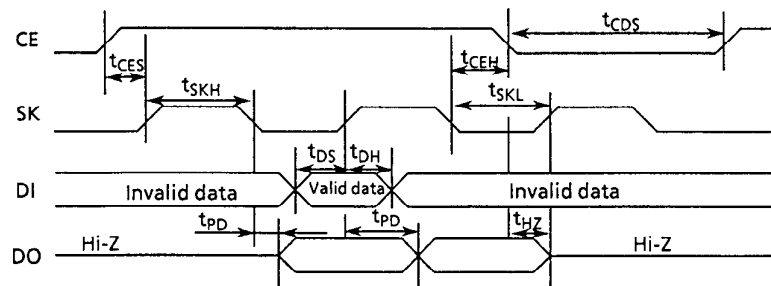 CE
tCDS
tCES
tCEH
SK
tSKH
tSKL
DI
Invalid data
tDS
tDH
Valid data
Invalid data
DO
Hi-Z
tPD
tPD
tHZ
Hi-Z